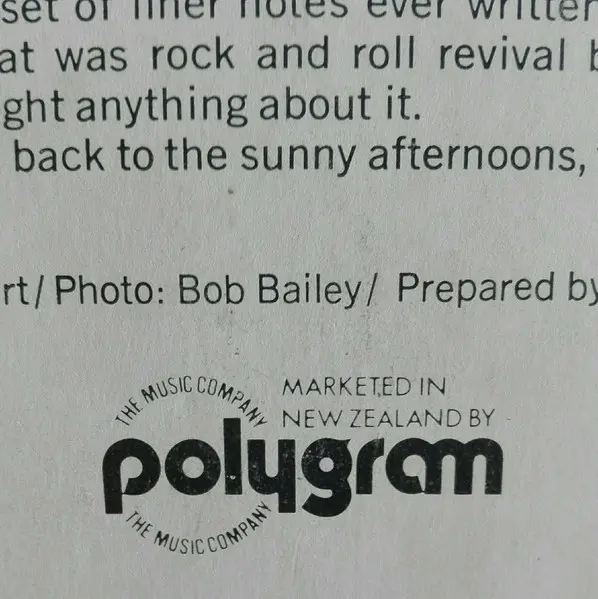 set of liner notes ever written
at was rock and roll revival b
ght anything about it.
back to the sunny afternoons,
rt/ Photo: Bob Bailey/ Prepared by
THE MUSIC COMPANY
MARKETED IN
NEW ZEALAND BY
polygram
THE MUSIC COMPANY